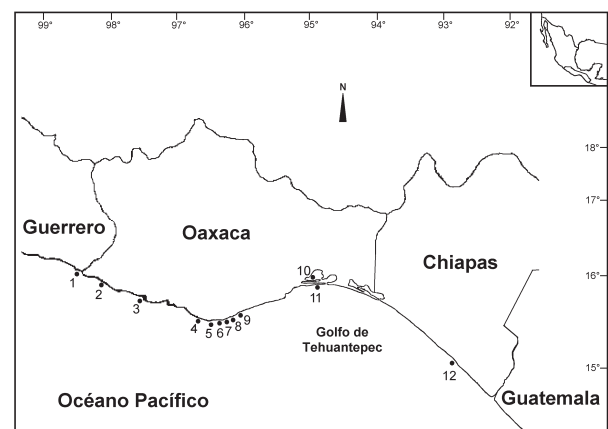 99° 98° 97° 96° 95° 94° 93° 92°
N
18°
17°
Guerrero
Oaxaca
Chiapas
16°
1
2
3
4
5
6
7
8
9
10
11
Golfo de
Tehuantepec
12
15°
Océano Pacífico
Guatemala